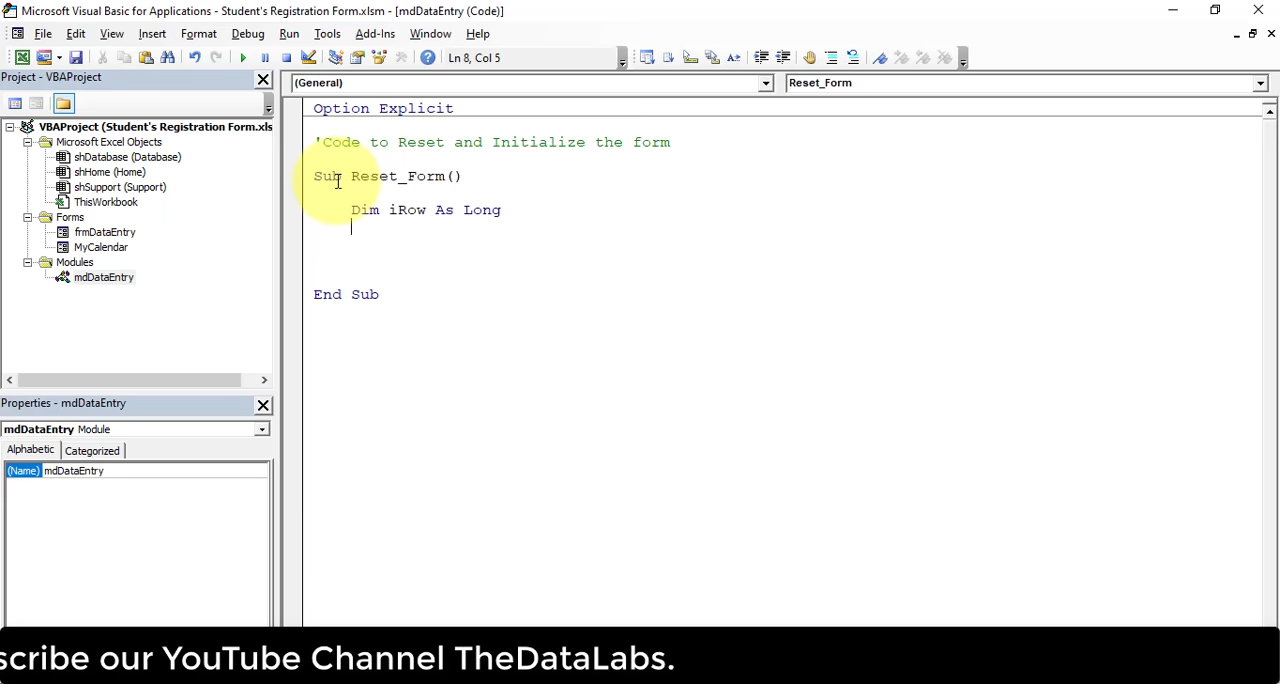 Microsoft Visual Basic for Applications - Student's Registration Form.xlsm - [mdDataEntry (Code)]
File Edit View Insert Format Debug Run Tools Add-Ins Window Help
Ln 8, Col 5
Project - VBAProject
(General) Reset_Form
VBAProject (Student's Registration Form.xls
Microsoft Excel Objects
shDatabase (Database)
shHome (Home)
shSupport (Support)
ThisWorkbook
Forms
frmDataEntry
MyCalendar
Modules
mdDataEntry
Option Explicit
'Code to Reset and Initialize the form
Sub Reset_Form()
Dim iRow As Long
End Sub
Properties - mdDataEntry
mdDataEntry Module
Alphabetic Categorized
(Name) mdDataEntry
scribe our YouTube Channel TheDataLabs.